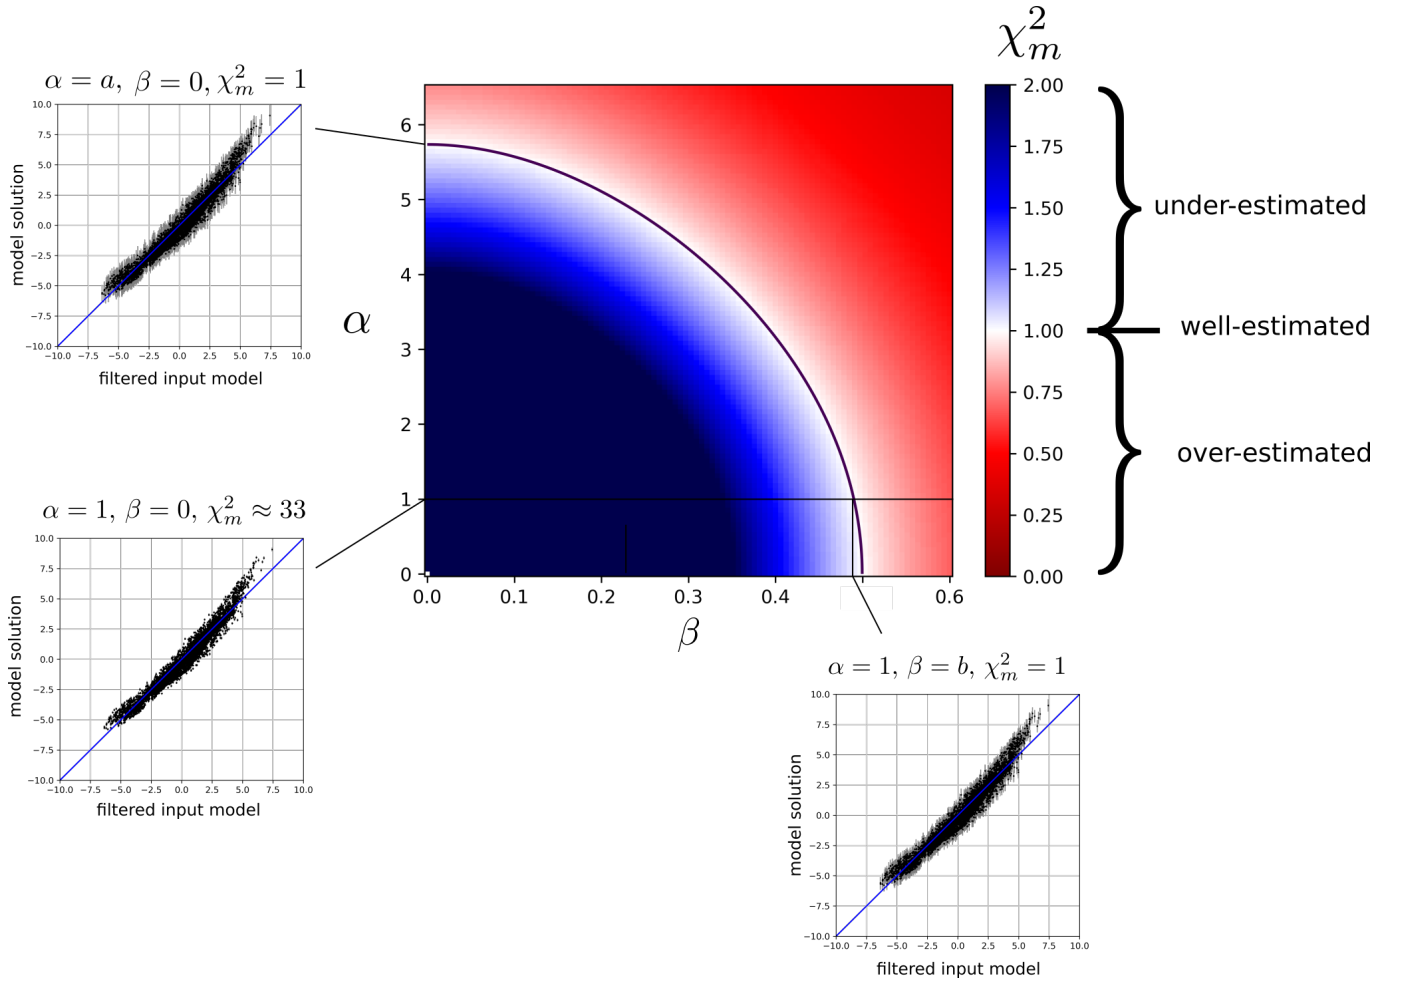 χ²ₘ
α = a, β = 0, χ²ₘ = 1
10.0
7.5
5.0
2.5
0.0
−2.5
−5.0
−7.5
−10.0
−10.0 −7.5 −5.0 −2.5 0.0 2.5 5.0 7.5 10.0
model solution
filtered input model
6
5
4
3
2
1
0
α
0.0 0.1 0.2 0.3 0.4 0.6
β
2.00
1.75
1.50
1.25
1.00
0.75
0.50
0.25
0.00
under-estimated
well-estimated
over-estimated
α = 1, β = 0, χ²ₘ ≈ 33
10.0
7.5
5.0
2.5
0.0
−2.5
−5.0
−7.5
−10.0
−10.0 −7.5 −5.0 −2.5 0.0 2.5 5.0 7.5 10.0
model solution
filtered input model
α = 1, β = b, χ²ₘ = 1
10.0
7.5
5.0
2.5
0.0
−2.5
−5.0
−7.5
−10.0
−10.0 −7.5 −5.0 −2.5 0.0 2.5 5.0 7.5 10.0
model solution
filtered input model